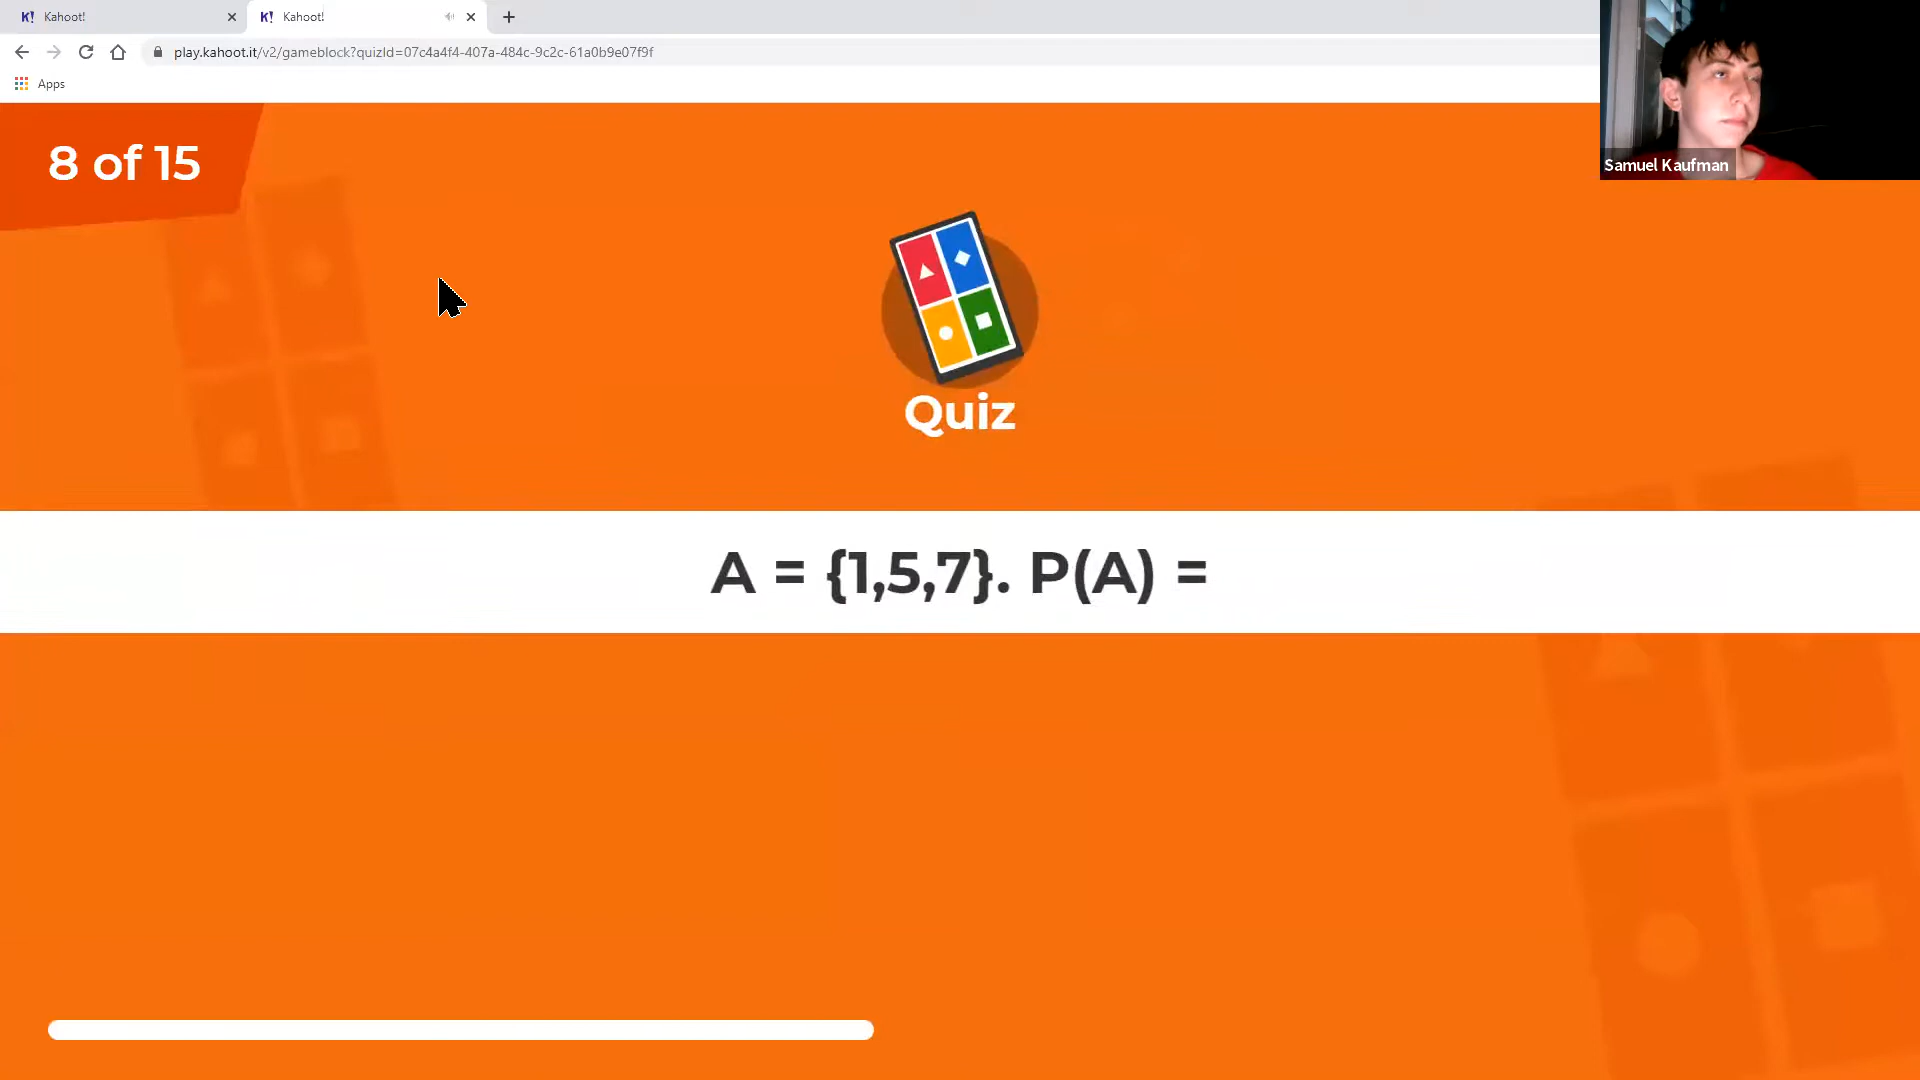 K! Kahoot!
K! Kahoot!
play.kahoot.it/v2/gameblock?quizId=07c4a4f4-407a-484c-9c2c-61a0b9e07f9f
Apps
Samuel Kaufman
8 of 15
Quiz
A = {1,5,7}. P(A) =